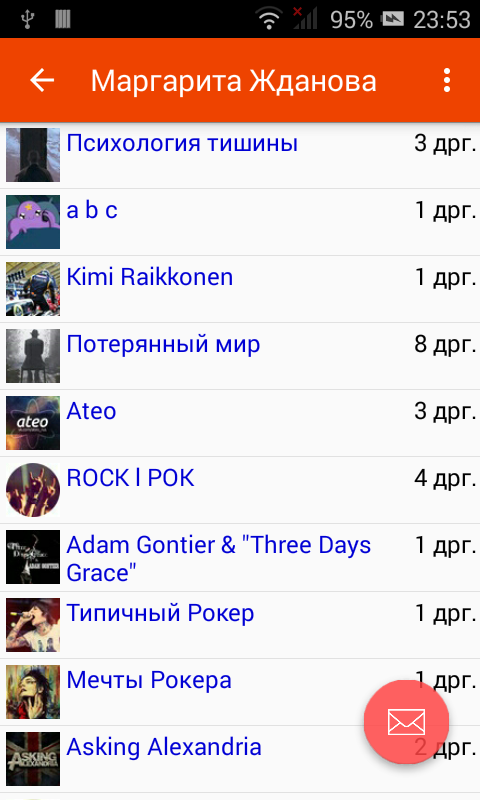 95% 23:53
Маргарита Жданова
Психология тишины 3 дрг.
a b c 1 дрг.
Kimi Raikkonen 1 дрг.
Потерянный мир 8 дрг.
ateo
Ateo 3 дрг.
ROCK l РОК 4 дрг.
Adam Gontier & "Three Days 1 дрг.
Grace"
Типичный Рокер 1 дрг.
Мечты Рокера 1 дрг.
ASKING
ALEXANDRIA
Asking Alexandria 2 дрг.